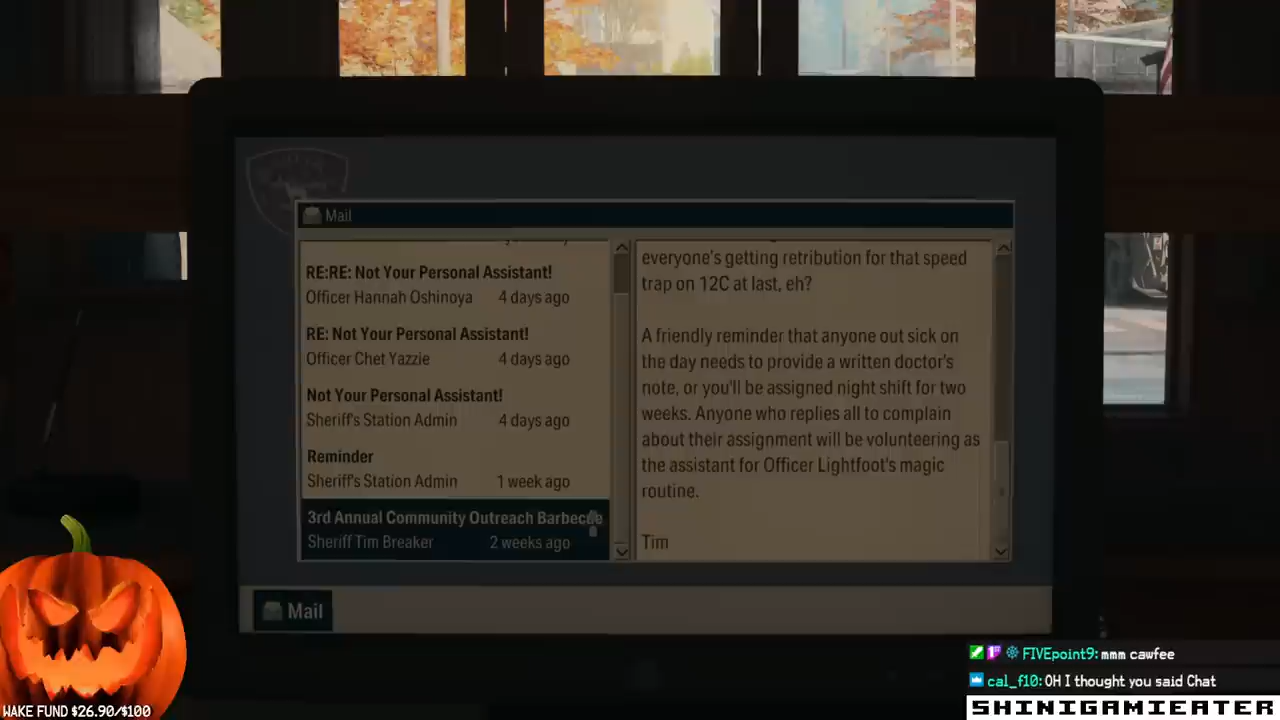 Mail
RE:RE: Not Your Personal Assistant!
Officer Hannah Oshinoya 4 days ago
RE: Not Your Personal Assistant!
Officer Chet Yazzie 4 days ago
Not Your Personal Assistant!
Sheriff's Station Admin 4 days ago
Reminder
Sheriff's Station Admin 1 week ago
3rd Annual Community Outreach Barbecue
Sheriff Tim Breaker 2 weeks ago
everyone's getting retribution for that speed
trap on 12C at last, eh?
A friendly reminder that anyone out sick on
the day needs to provide a written doctor's
note, or you'll be assigned night shift for two
weeks. Anyone who replies all to complain
about their assignment will be volunteering as
the assistant for Officer Lightfoot's magic
routine.
Tim
Mail
FIVEpoint9: mmm cawfee
cal_f10: OH I thought you said Chat
SHINIGAMIEATER
WAKE FUND $26.90/$100